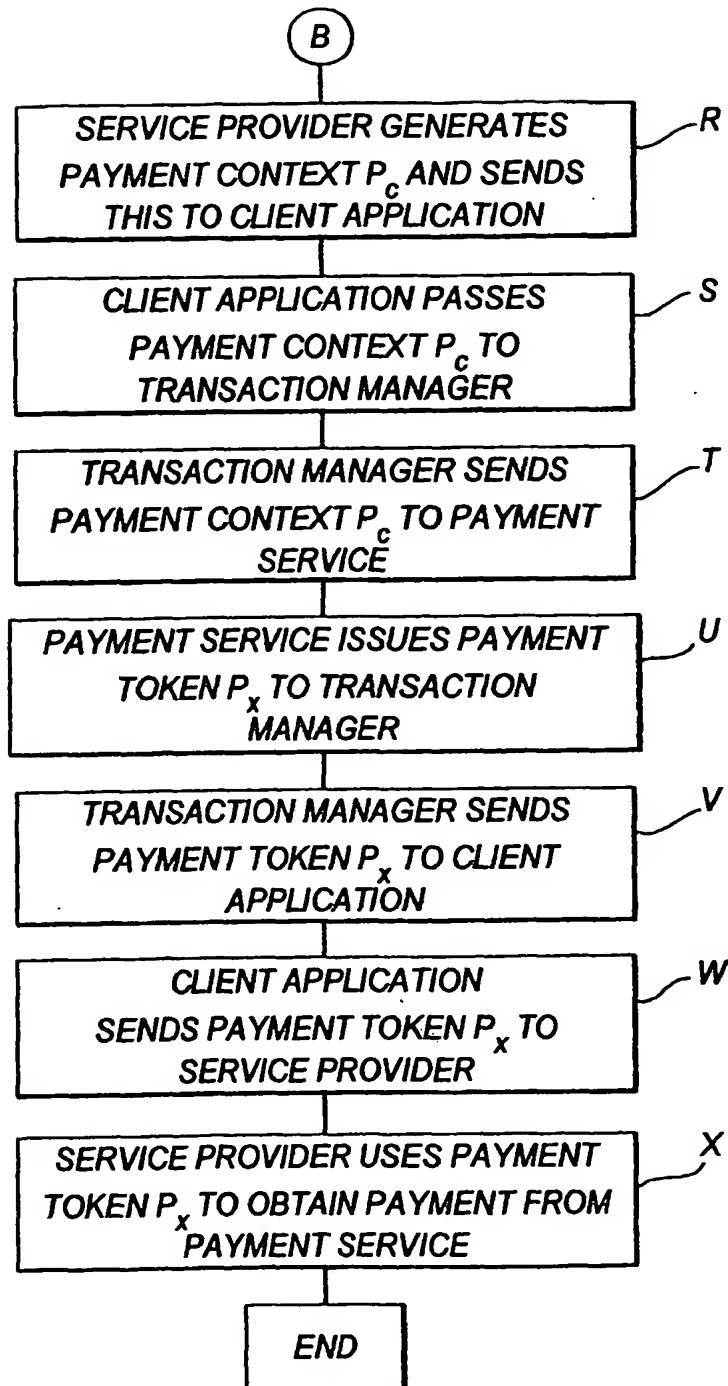 B
SERVICE PROVIDER GENERATES
PAYMENT CONTEXT Pc AND SENDS
THIS TO CLIENT APPLICATION
R
CLIENT APPLICATION PASSES
PAYMENT CONTEXT Pc TO
TRANSACTION MANAGER
S
TRANSACTION MANAGER SENDS
PAYMENT CONTEXT Pc TO PAYMENT
SERVICE
T
PAYMENT SERVICE ISSUES PAYMENT
TOKEN Px TO TRANSACTION
MANAGER
U
TRANSACTION MANAGER SENDS
PAYMENT TOKEN Px TO CLIENT
APPLICATION
V
CLIENT APPLICATION
SENDS PAYMENT TOKEN Px TO
SERVICE PROVIDER
W
SERVICE PROVIDER USES PAYMENT
TOKEN Px TO OBTAIN PAYMENT FROM
PAYMENT SERVICE
X
END